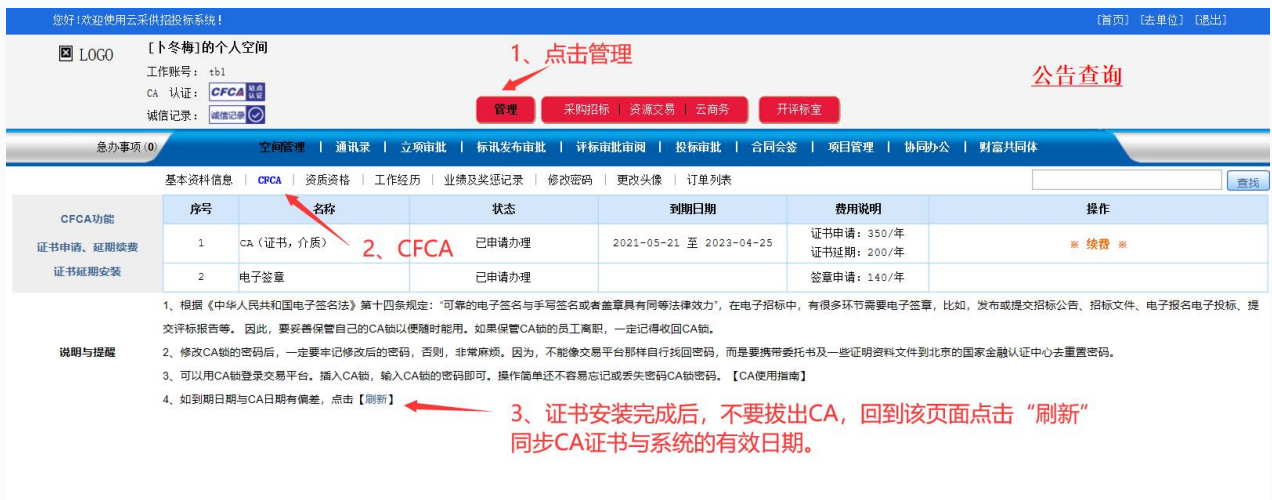 您好!欢迎使用云采供招投标系统!
[首页] [去单位] [退出]
LOGO
[卜冬梅]的个人空间
工作账号: tb1
CA 认证: CFCA
诚信记录: 诚信记录
1、点击管理
管理
采购招标 | 资源交易 | 云商务
开评标室
公告查询
急办事项(0)
空间管理 | 通讯录 | 立项审批 | 标讯发布审批 | 评标审批审阅 | 投标审批 | 合同会签 | 项目管理 | 协同办公 | 财富共同体
基本资料信息 | CFCA | 资质资格 | 工作经历 | 业绩及奖惩记录 | 修改密码 | 更改头像 | 订单列表
查找
CFCA功能
证书申请、延期续费
证书延期安装
序号 名称 状态 到期日期 费用说明 操作
1 CA（证书，介质） 已申请办理 2021-05-21 至 2023-04-25 证书申请: 350/年 ※ 续费 ※
证书延期: 200/年
2、CFCA
2 电子签章 已申请办理 签章申请: 140/年
说明与提醒
1、根据《中华人民共和国电子签名法》第十四条规定：“可靠的电子签名与手写签名或者盖章具有同等法律效力”，在电子招标中，有很多环节需要电子签章，比如，发布或提交招标公告、招标文件、电子报名电子投标、提
交评标报告等。 因此，要妥善保管自己的CA锁以便随时能用。如果保管CA锁的员工离职，一定记得收回CA锁。
2、修改CA锁的密码后，一定要牢记修改后的密码，否则，非常麻烦。因为，不能像交易平台那样自行找回密码，而是要携带委托书及一些证明资料文件到北京的国家金融认证中心去重置密码。
3、可以用CA锁登录交易平台。插入CA锁，输入CA锁的密码即可。操作简单还不容易忘记或丢失密码CA锁密码。【CA使用指南】
4、如到期日期与CA日期有偏差，点击【刷新】
3、证书安装完成后，不要拔出CA，回到该页面点击“刷新”
同步CA证书与系统的有效日期。